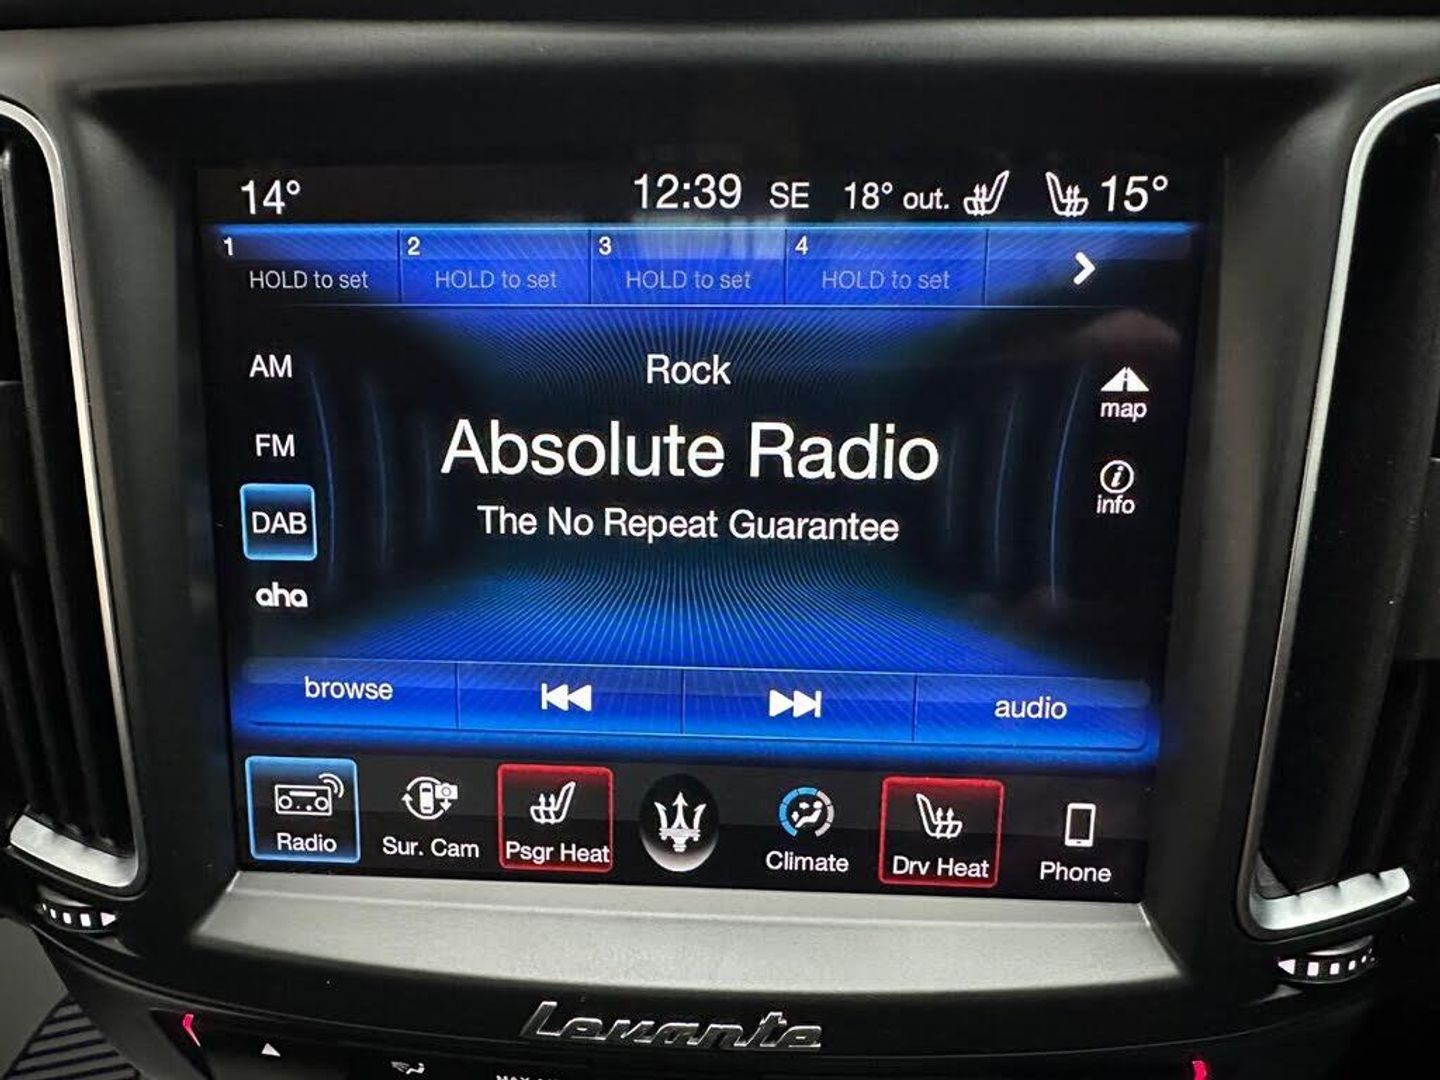 14° 12:39 SE 18° out. 15°
1 2 3 4
HOLD to set HOLD to set HOLD to set HOLD to set
AM
Rock
map
FM
Absolute Radio
info
DAB
The No Repeat Guarantee
aha
browse audio
Radio Sur. Cam Psgr Heat Climate Drv Heat Phone
Levante